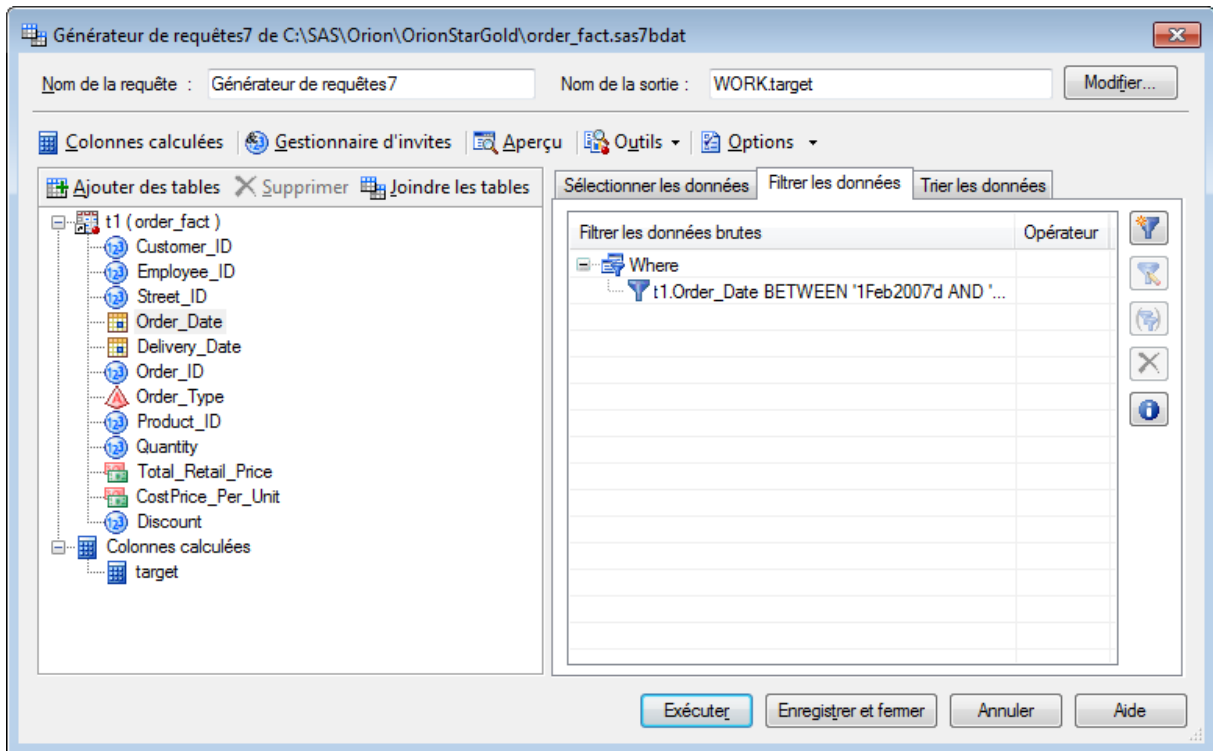 Générateur de requêtes7 de C:\SAS\Orion\OrionStarGold\order_fact.sas7bdat
Nom de la requête : Générateur de requêtes7 Nom de la sortie : WORK.target Modifier...
Colonnes calculées Gestionnaire d'invites Aperçu Outils Options
Ajouter des tables Supprimer Joindre les tables
Sélectionner les données Filtrer les données Trier les données
t1 ( order_fact )
Customer_ID
Employee_ID
Street_ID
Order_Date
Delivery_Date
Order_ID
Order_Type
Product_ID
Quantity
Total_Retail_Price
CostPrice_Per_Unit
Discount
Colonnes calculées
target
Filtrer les données brutes Opérateur
Where
t1.Order_Date BETWEEN '1Feb2007'd AND '...
Exécuter Enregistrer et fermer Annuler Aide